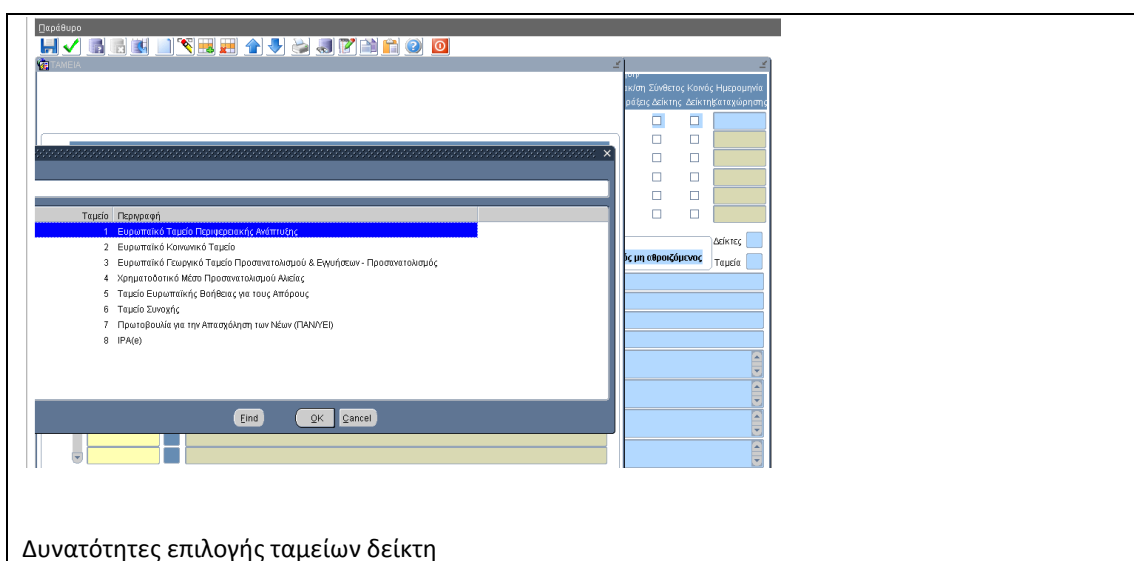 Παράθυρο
ΤΑΜΕΙΑ
Σύνθετος Κοινός Ημερομηνία
Δείκτης Δείκτης Καταχώρησης
Ταμείο Περιγραφή
1 Ευρωπαϊκό Ταμείο Περιφερειακής Ανάπτυξης
2 Ευρωπαϊκό Κοινωνικό Ταμείο
3 Ευρωπαϊκό Γεωργικό Ταμείο Προσανατολισμού & Εγγυήσεων - Προσανατολισμός
4 Χρηματοδοτικό Μέσο Προσανατολισμού Αλιείας
5 Ταμείο Ευρωπαϊκής Βοήθειας για τους Απόρους
6 Ταμείο Συνοχής
7 Πρωτοβουλία για την Απασχόληση των Νέων (ΠΑΝ/ΥΕΙ)
8 IPA(e)
Δείκτες
μη αθροιζόμενος
Ταμεία
Find OK Cancel
Δυνατότητες επιλογής ταμείων δείκτη